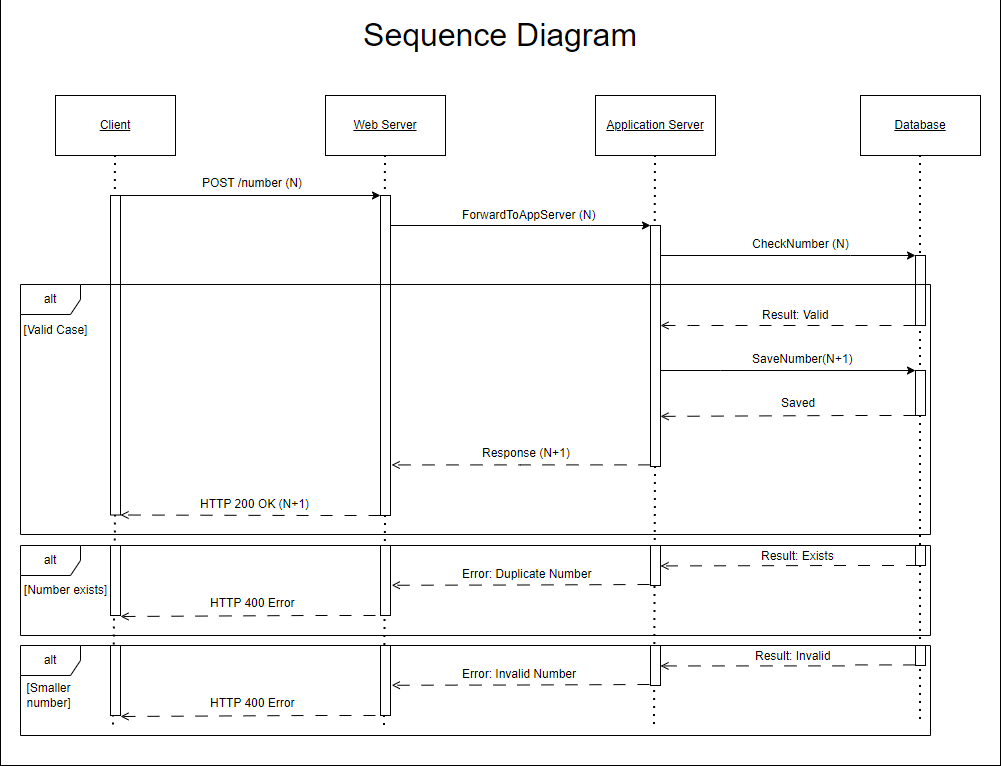 Sequence Diagram
Client
Web Server
Application Server
Database
POST /number (N)
ForwardToAppServer (N)
CheckNumber (N)
alt
[Valid Case]
Result: Valid
SaveNumber(N+1)
Saved
Response (N+1)
HTTP 200 OK (N+1)
alt
[Number exists]
Result: Exists
Error: Duplicate Number
HTTP 400 Error
alt
[Smaller
number]
Result: Invalid
Error: Invalid Number
HTTP 400 Error